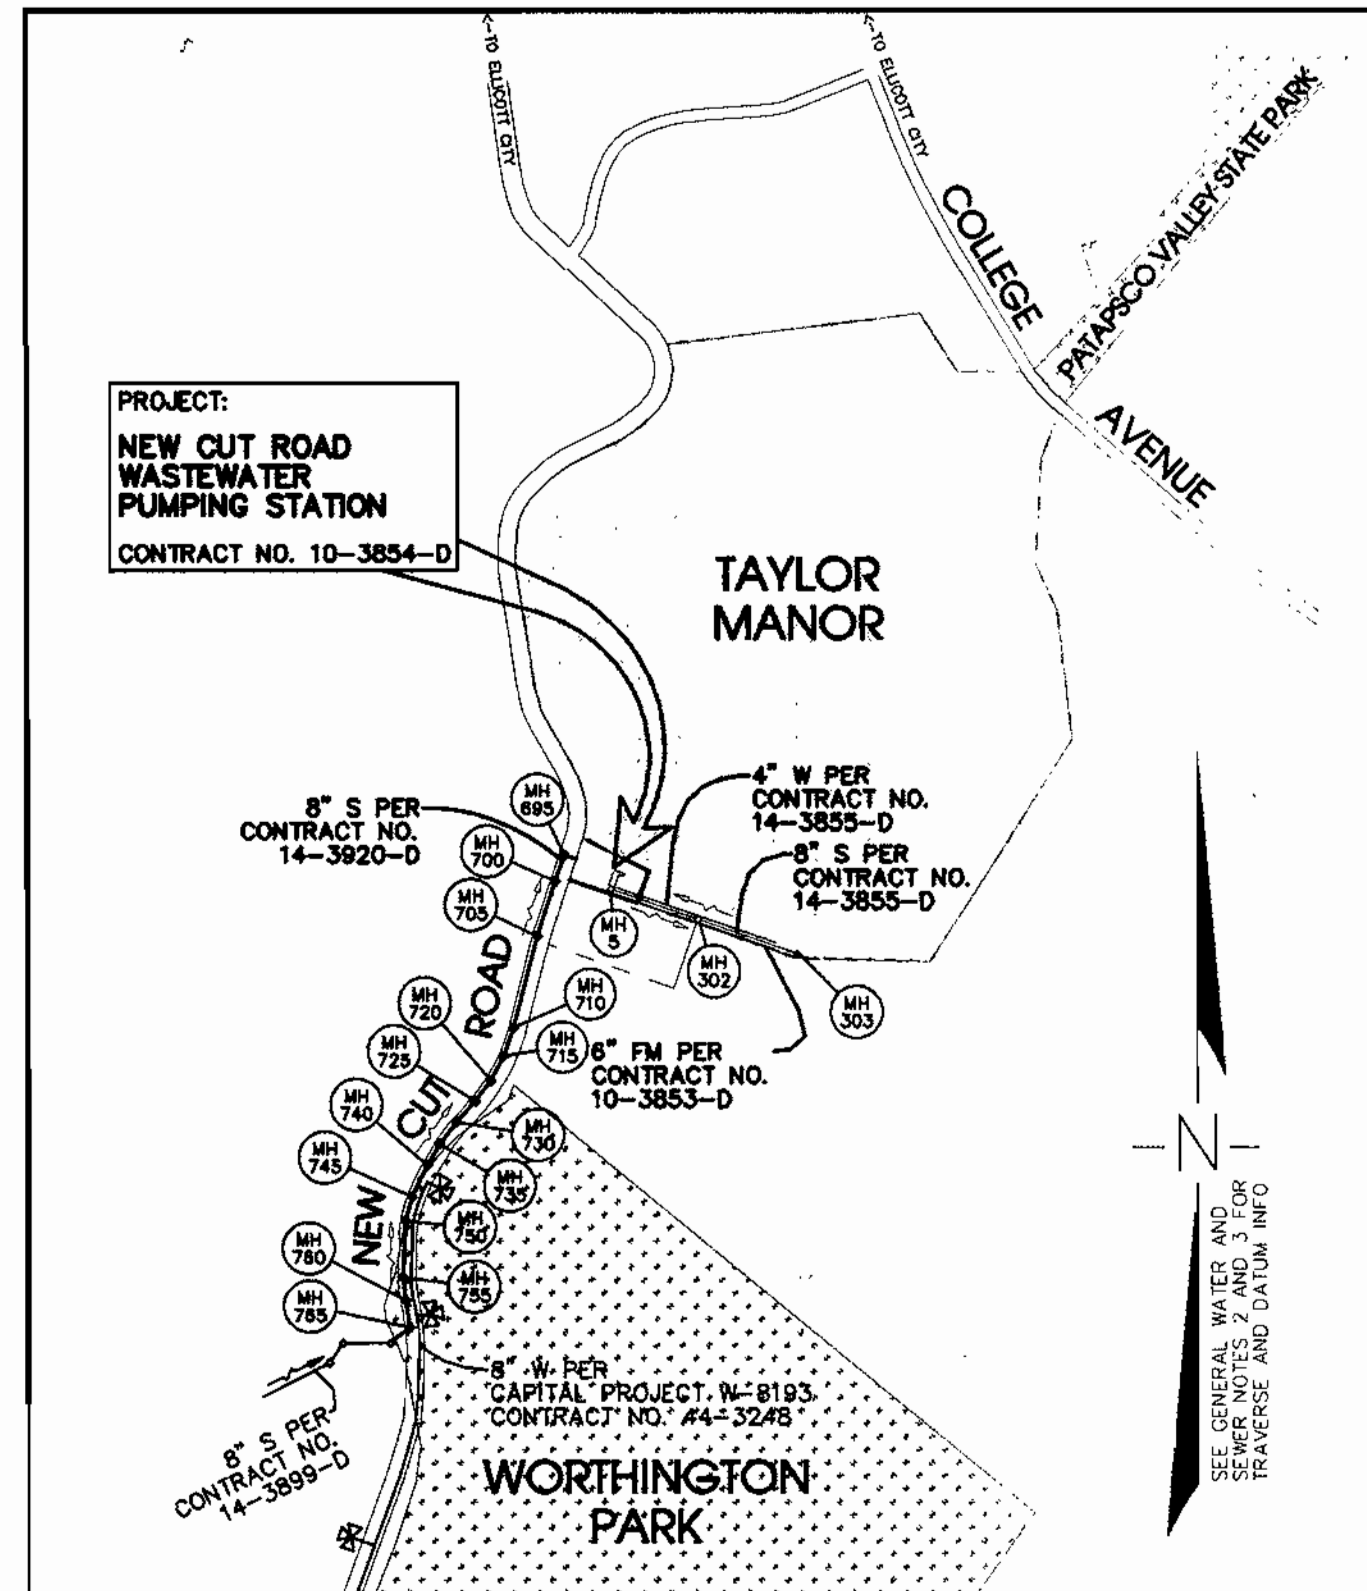 <-TO ELLICOTT CITY
<-TO ELLICOTT CITY
COLLEGE
AVENUE
PATAPSCO VALLEY STATE PARK
PROJECT:
NEW CUT ROAD
WASTEWATER
PUMPING STATION
CONTRACT NO. 10-3854-D
TAYLOR
MANOR
4" W PER
CONTRACT NO.
14-3855-D
8" S PER
CONTRACT NO.
14-3920-D
8" S PER
CONTRACT NO.
14-3855-D
MH
695
MH
700
MH
705
MH
5
MH
302
MH
303
MH
710
MH
715
MH
720
MH
725
6" FM PER
CONTRACT NO.
10-3853-D
NEW CUT ROAD
MH
730
MH
735
MH
740
MH
745
MH
750
MH
755
MH
760
MH
765
8" W PER
CAPITAL PROJECT W-8193
CONTRACT NO. 44-3248
8" S PER
CONTRACT NO.
14-3899-D
WORTHINGTON
PARK
N
SEE GENERAL WATER AND
SEWER NOTES 2 AND 3 FOR
TRAVERSE AND DATUM INFO